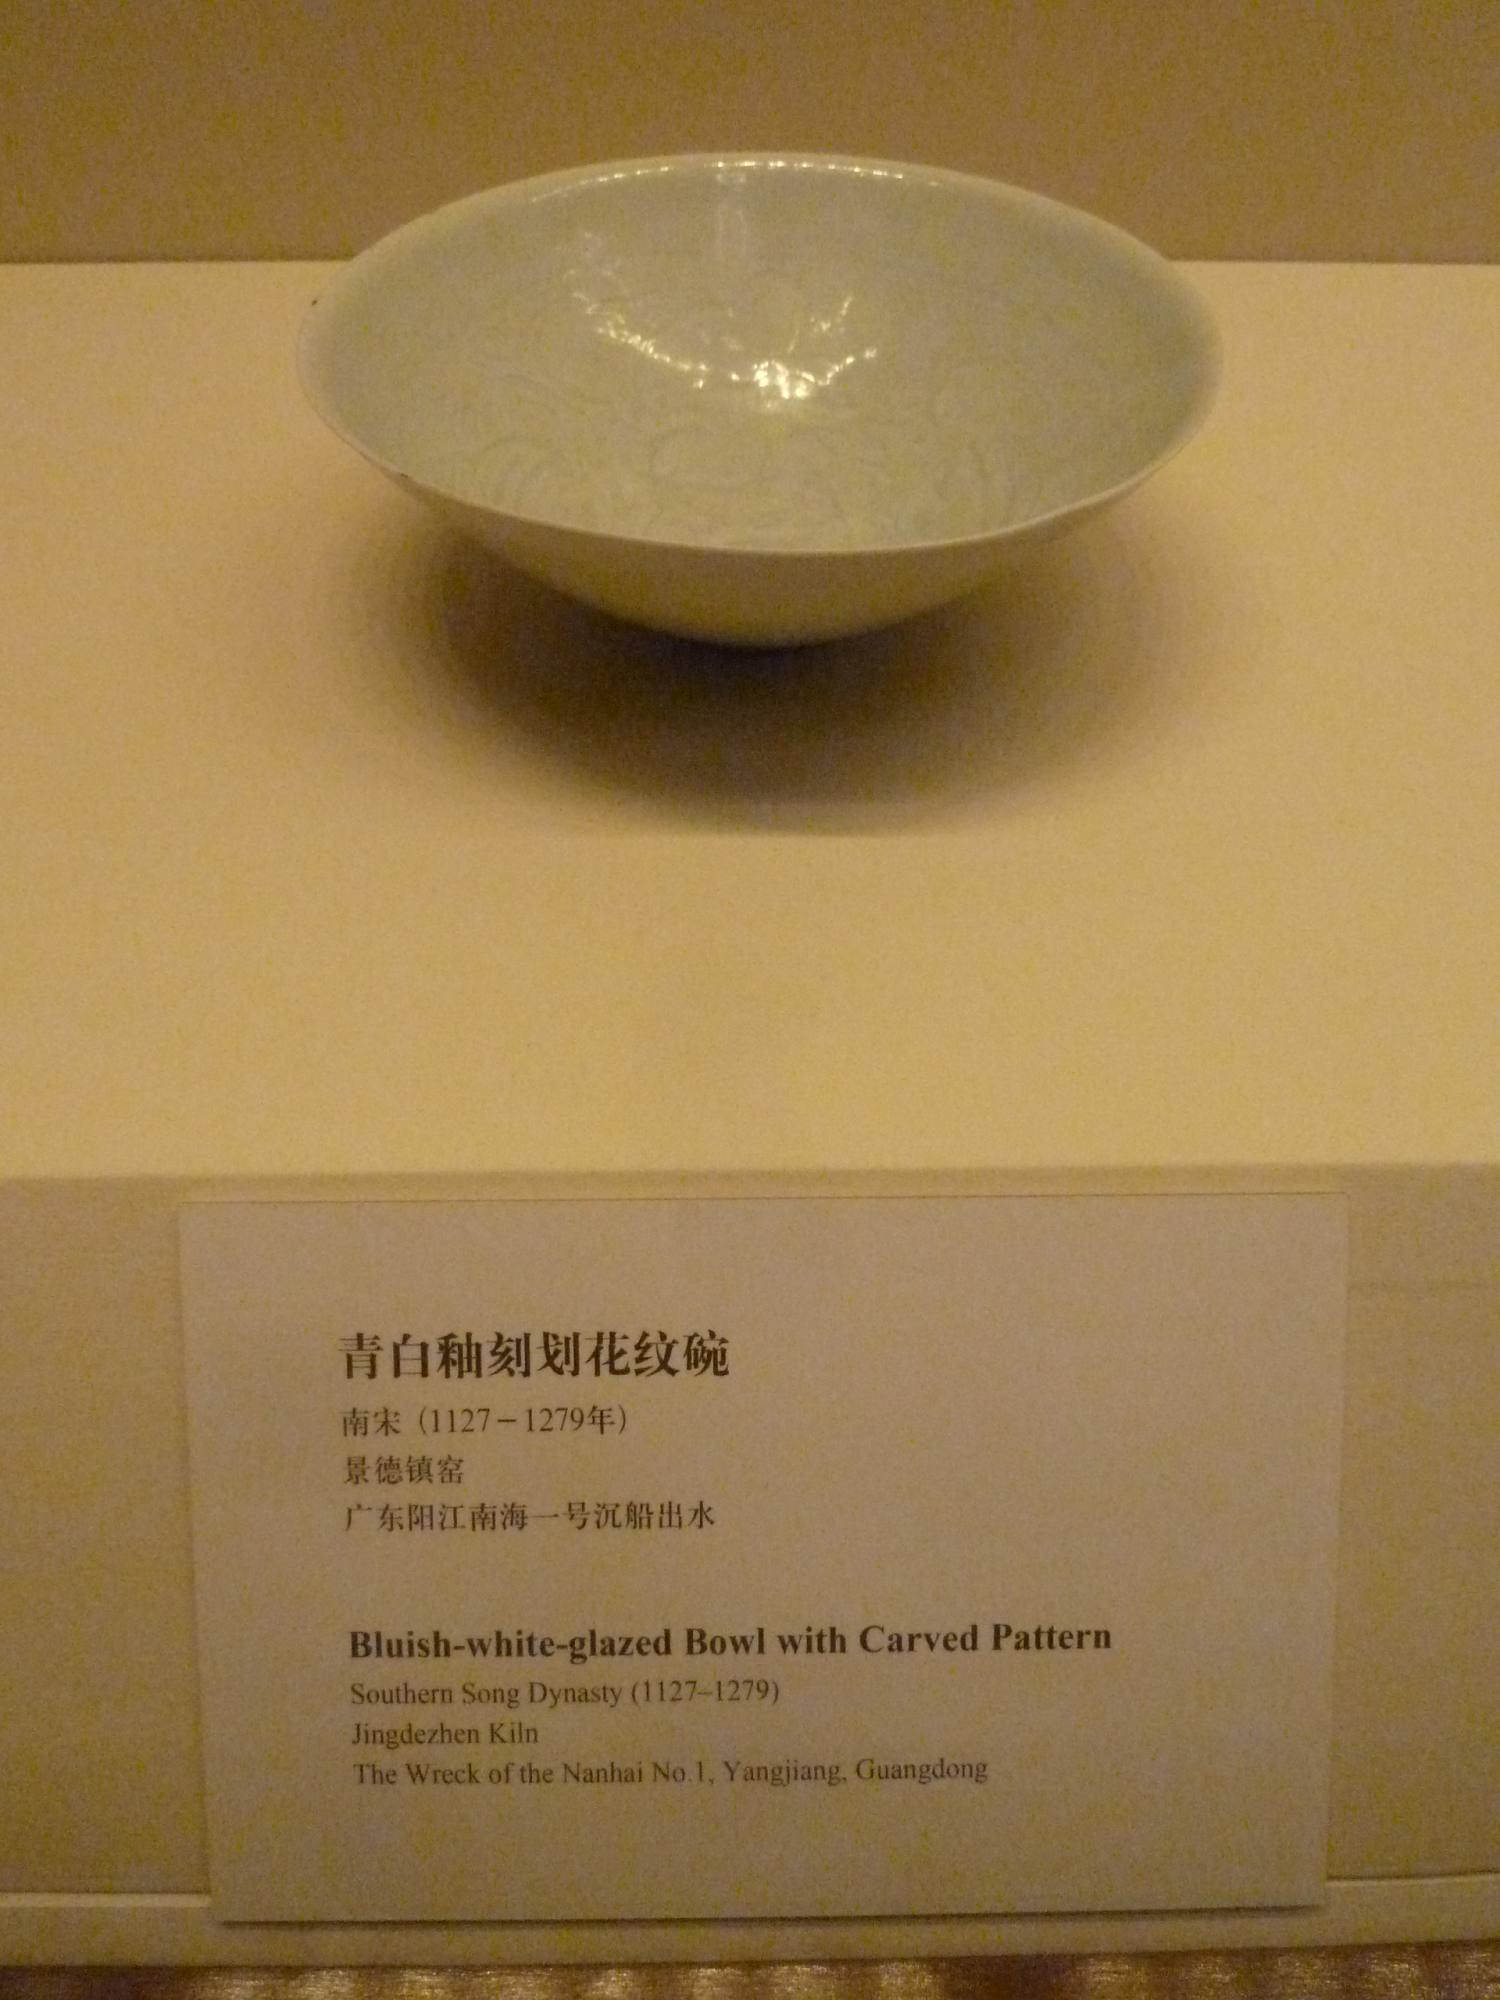 青白釉刻划花纹碗
南宋（1127－1279年）
景德镇窑
广东阳江南海一号沉船出水
Bluish-white-glazed Bowl with Carved Pattern
Southern Song Dynasty (1127–1279)
Jingdezhen Kiln
The Wreck of the Nanhai No.1, Yangjiang, Guangdong